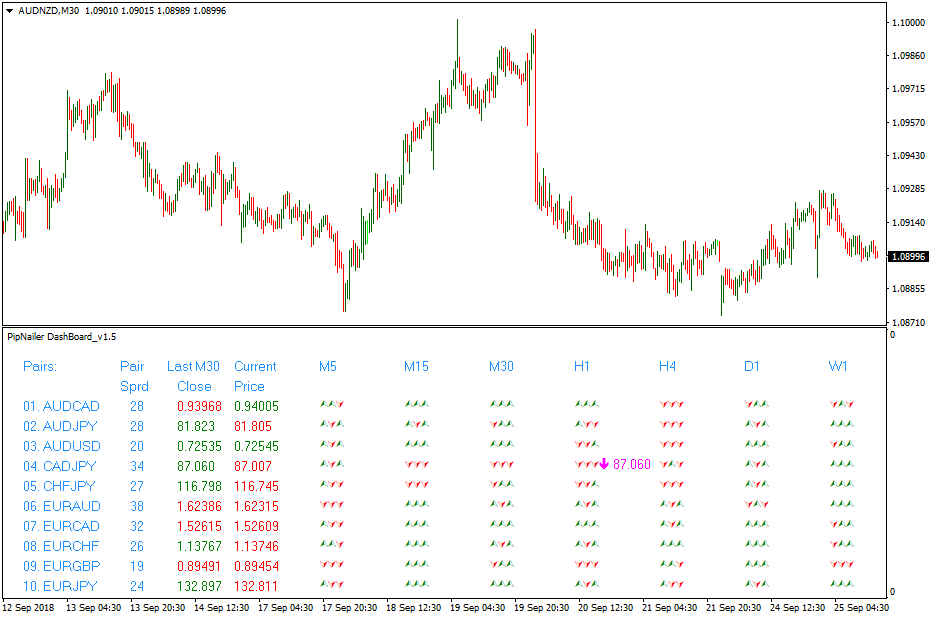 AUDNZD,M30 1.09010 1.09015 1.08989 1.08996
1.10000
1.09860
1.09715
1.09570
1.09430
1.09285
1.09140
1.08996
1.08855
1.08710
PipNailer DashBoard_v1.5
0
Pairs: Pair Last M30 Current M5 M15 M30 H1 H4 D1 W1
Sprd Close Price
01. AUDCAD 28 0.93968 0.94005
02. AUDJPY 28 81.823 81.805
03. AUDUSD 20 0.72535 0.72545
04. CADJPY 34 87.060 87.007 87.060
05. CHFJPY 27 116.798 116.745
06. EURAUD 38 1.62386 1.62315
07. EURCAD 32 1.52615 1.52609
08. EURCHF 26 1.13767 1.13746
09. EURGBP 19 0.89491 0.89454
10. EURJPY 24 132.897 132.811
0
12 Sep 2018 13 Sep 04:30 13 Sep 20:30 14 Sep 12:30 17 Sep 04:30 17 Sep 20:30 18 Sep 12:30 19 Sep 04:30 19 Sep 20:30 20 Sep 12:30 21 Sep 04:30 21 Sep 20:30 24 Sep 12:30 25 Sep 04:30